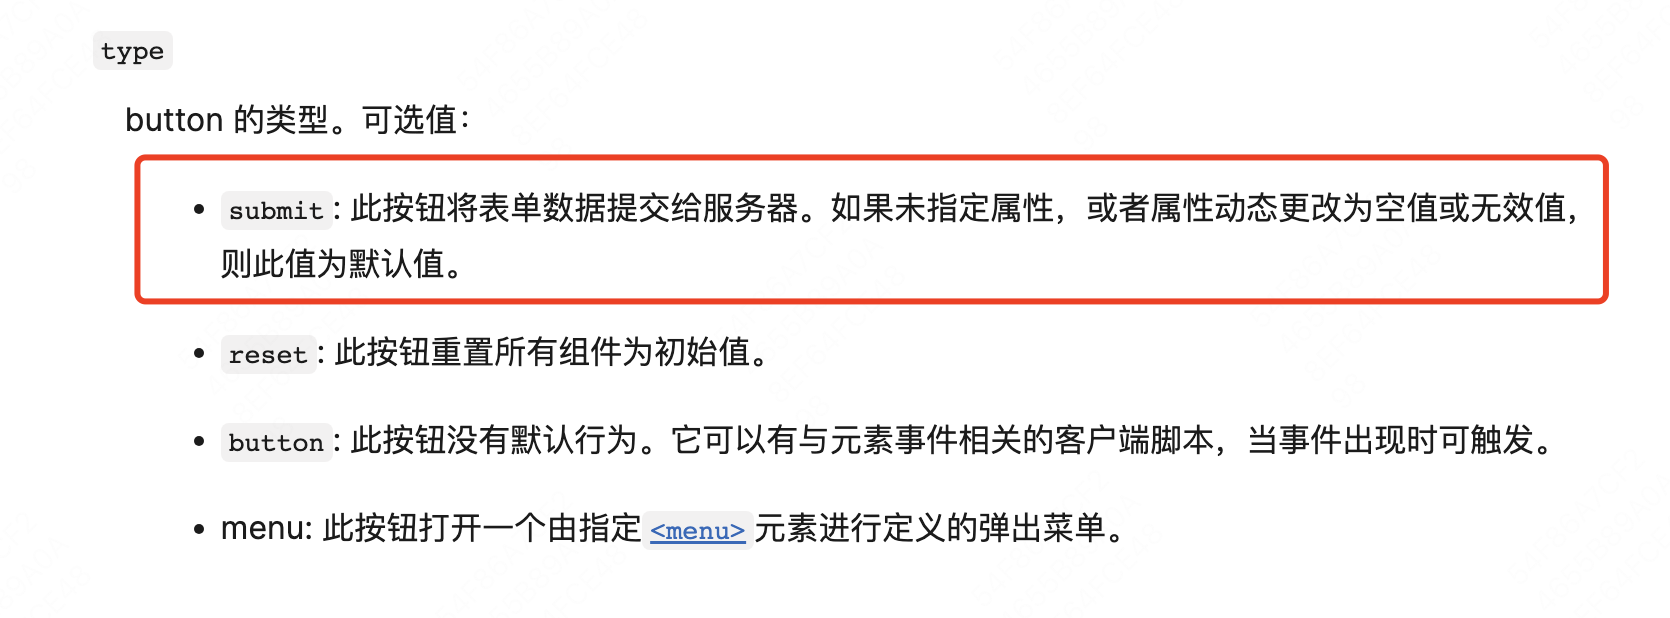 type
button 的类型。可选值：
• submit: 此按钮将表单数据提交给服务器。如果未指定属性，或者属性动态更改为空值或无效值，
则此值为默认值。
• reset: 此按钮重置所有组件为初始值。
• button: 此按钮没有默认行为。它可以有与元素事件相关的客户端脚本，当事件出现时可触发。
• menu: 此按钮打开一个由指定<menu>元素进行定义的弹出菜单。